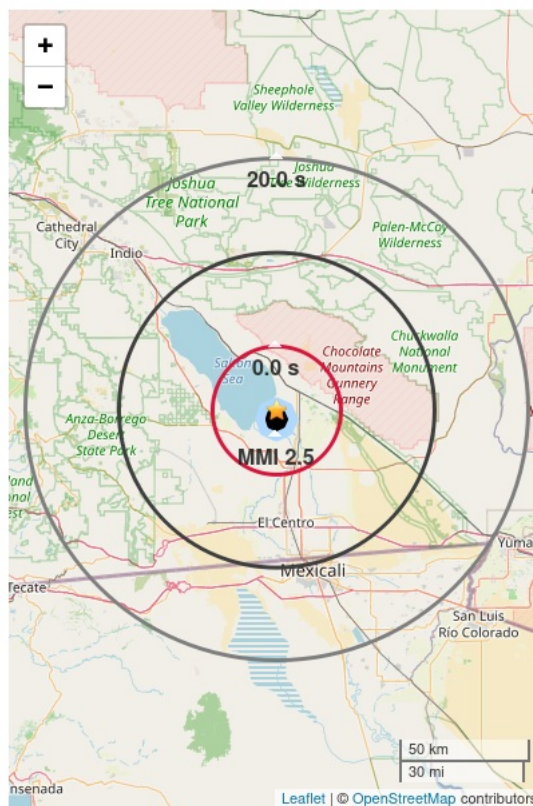 +
−
Sheephole
Valley Wilderness
Joshua
Tree Wilderness
20.0 s
Joshua
Tree National
Park
Cathedral
City
Palen-McCoy
Wilderness
Indio
Chuckwalla
National
Monument
Salton
Sea
0.0 s
Chocolate
Mountains
Gunnery
Range
Anza-Borrego
Desert
State Park
MMI 2.5
El Centro
Yuma
Mexicali
Tecate
San Luis
Río Colorado
50 km
30 mi
nsenada
Leaflet | © OpenStreetMap contributors